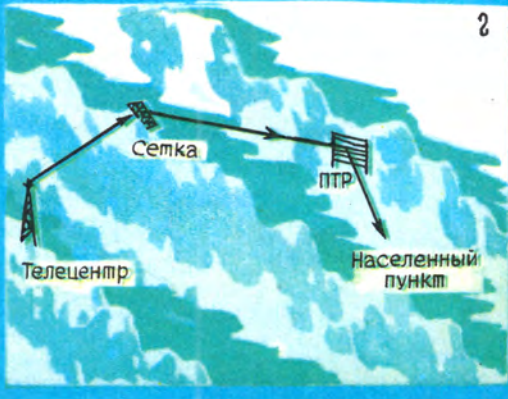 г
Сетка
ПТР
Телецентр
Населенный
пункт